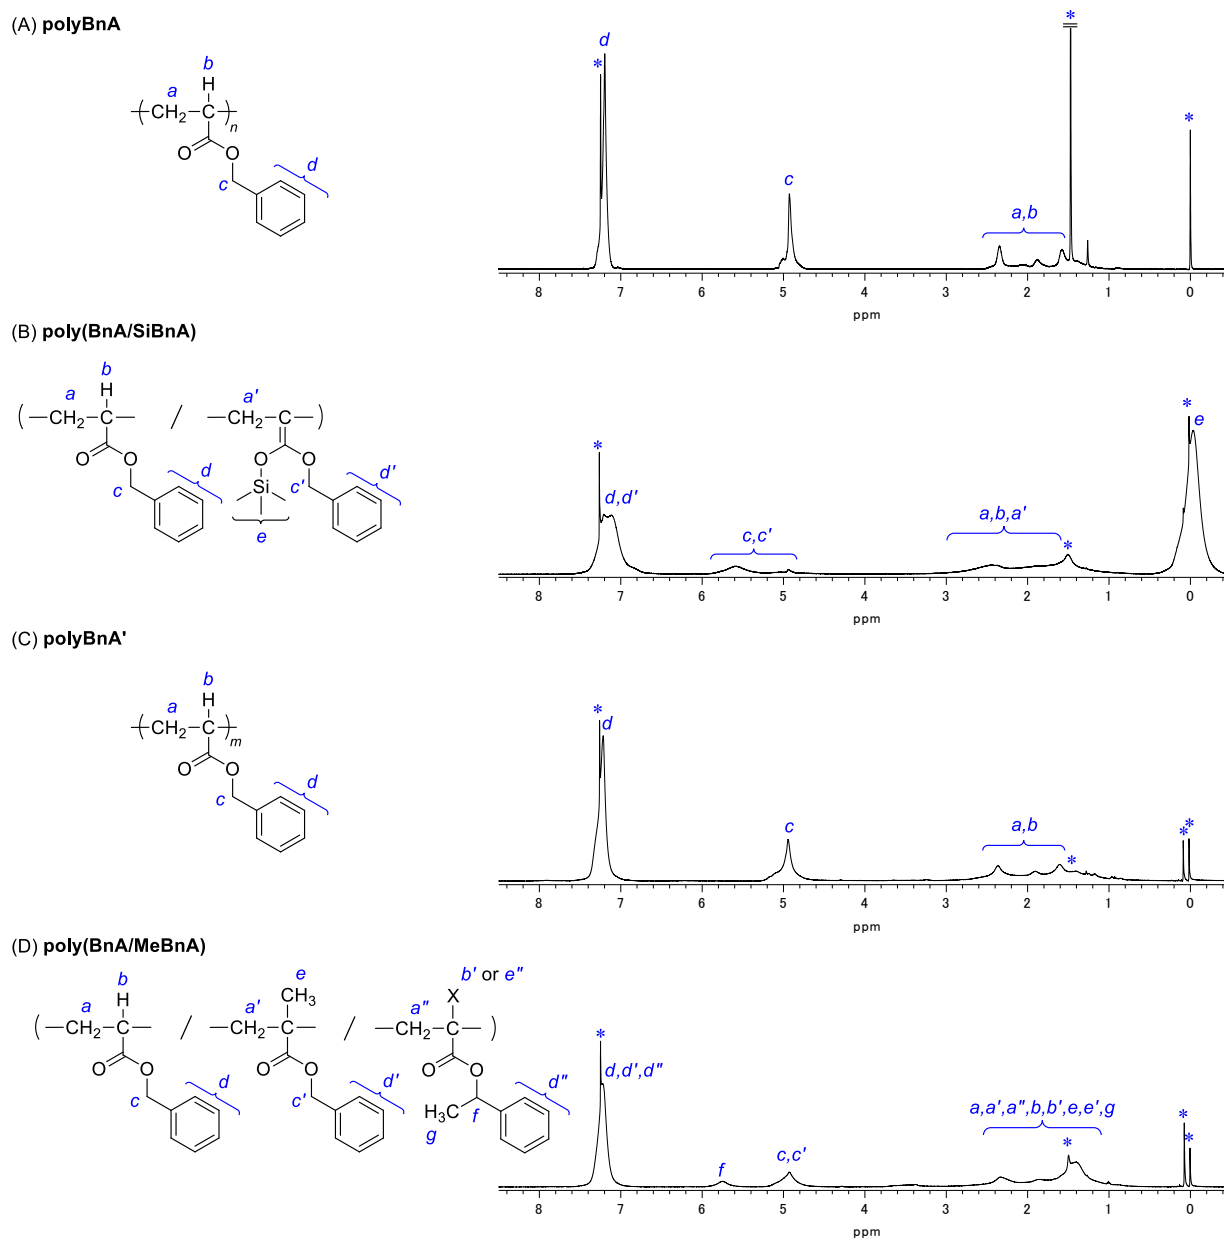 (A) polyBnA
b
H
a
CH2 C
n
O O
c
d
* d c a,b * *
8 7 6 5 4 3 2 1 0
ppm
(B) poly(BnA/SiBnA)
b
H
a a'
( CH2 C / CH2 C )
O O O O
c d Si c' d'
e
* d,d' c,c' a,b,a' * * e
8 7 6 5 4 3 2 1 0
ppm
(C) polyBnA'
b
H
a
CH2 C
m
O O
c
d
* d c a,b * * *
8 7 6 5 4 3 2 1 0
ppm
(D) poly(BnA/MeBnA)
b e b' or e"
H CH3 X
a a' a"
( CH2 C / CH2 C / CH2 C )
O O O O O O
c d c' d' H3C f d"
g
* d,d',d" f c,c' a,a',a",b,b',e,e',g * * *
8 7 6 5 4 3 2 1 0
ppm